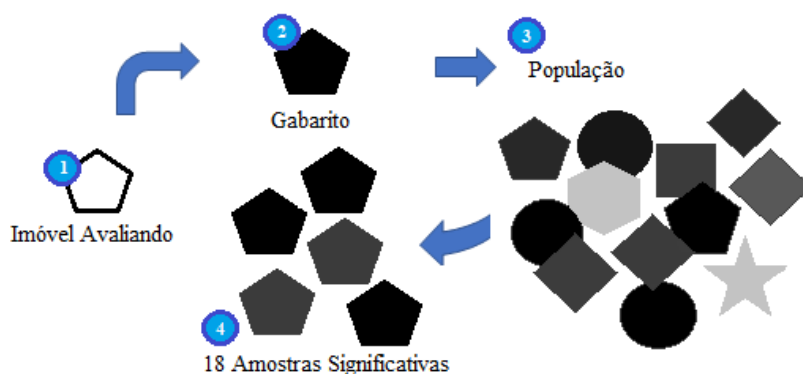 1
Imóvel Avaliando
2
Gabarito
3
População
4
18 Amostras Significativas